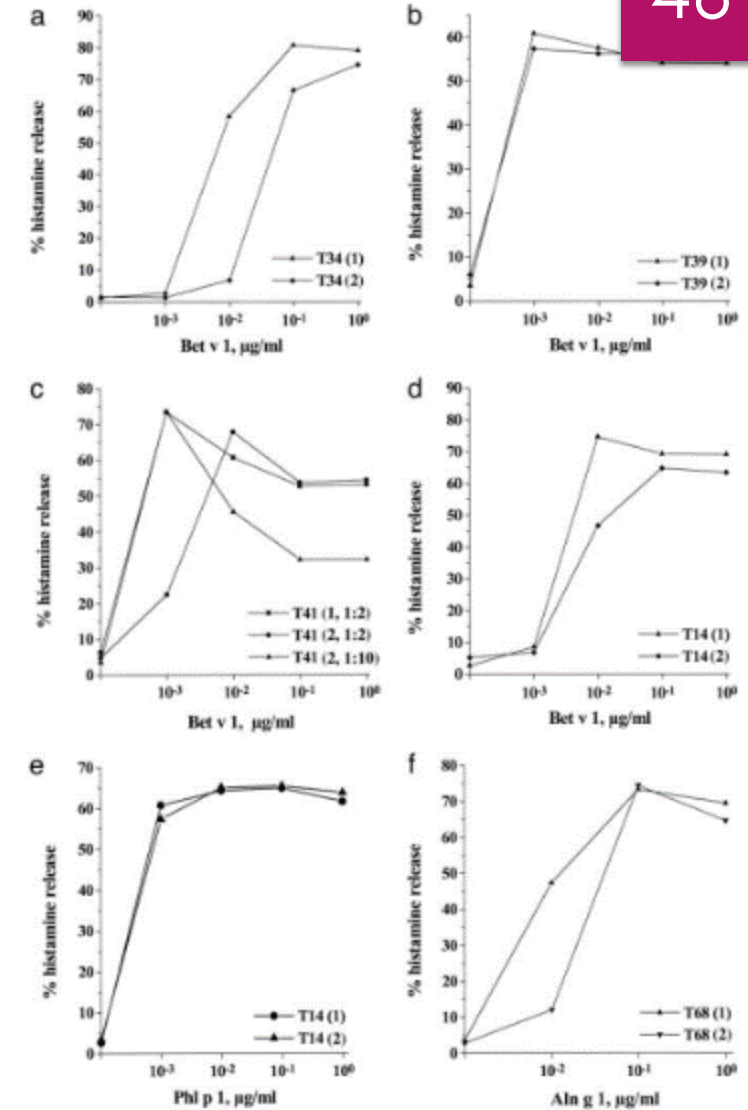 48
a
90
80
70
60
50
40
30
20
10
0
% histamine release
T34 (1)
T34 (2)
10⁻³ 10⁻² 10⁻¹ 10⁰
Bet v 1, µg/ml
b
60
50
40
30
20
10
0
% histamine release
T39 (1)
T39 (2)
10⁻³ 10⁻² 10⁻¹ 10⁰
Bet v 1, µg/ml
c
80
70
60
50
40
30
20
10
0
% histamine release
T41 (1, 1:2)
T41 (2, 1:2)
T41 (2, 1:10)
10⁻³ 10⁻² 10⁻¹ 10⁰
Bet v 1, µg/ml
d
90
80
70
60
50
40
30
20
10
0
% histamine release
T14 (1)
T14 (2)
10⁻³ 10⁻² 10⁻¹ 10⁰
Bet v 1, µg/ml
e
70
60
50
40
30
20
10
0
% histamine release
T14 (1)
T14 (2)
10⁻³ 10⁻² 10⁻¹ 10⁰
Phl p 1, µg/ml
f
80
70
60
50
40
30
20
10
0
% histamine release
T68 (1)
T68 (2)
10⁻² 10⁻¹ 10⁰
Aln g 1, µg/ml